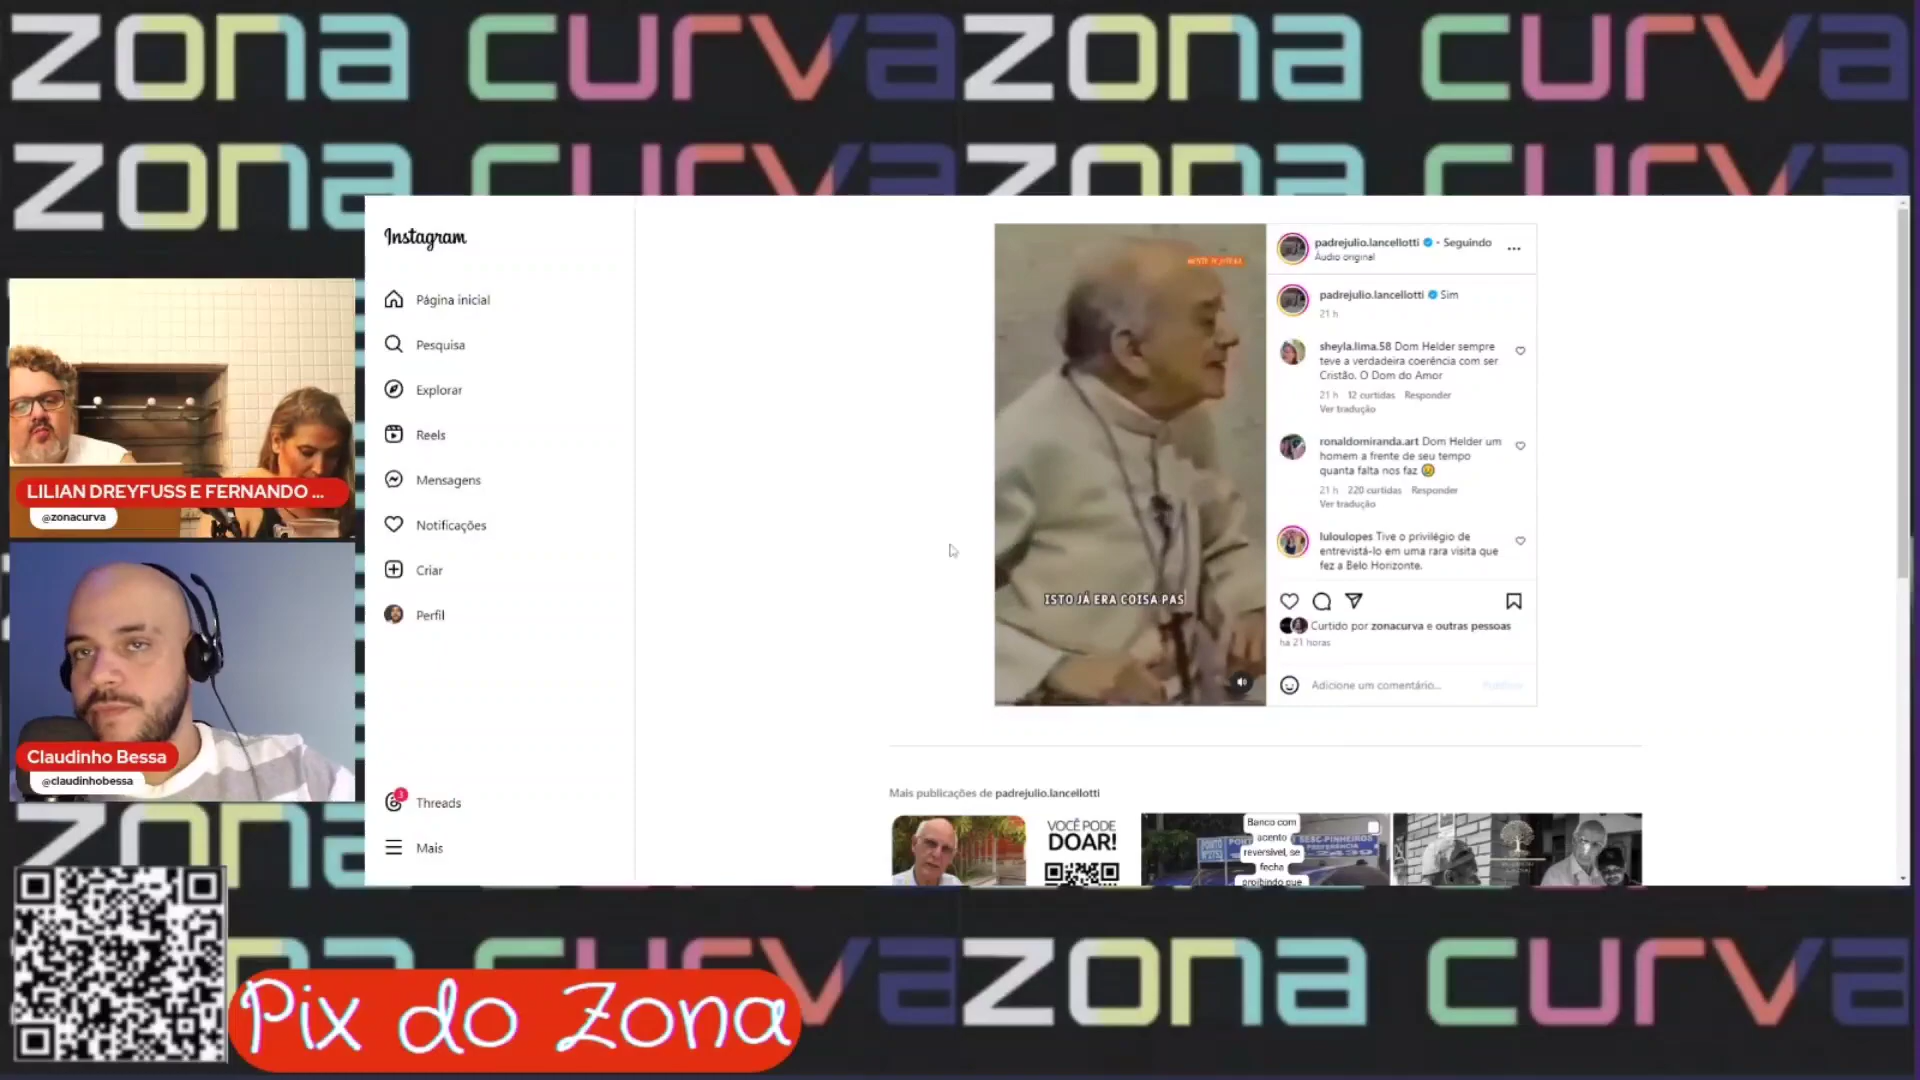 zona curva zona curva
zona curva zona curva
Instagram
Página inicial
Pesquisa
Explorar
Reels
Mensagens
Notificações
Criar
Perfil
3
Threads
Mais
ISTO JÁ ERA COISA PAS
padrejulio.lancellotti • Seguindo
Áudio original
padrejulio.lancellotti Sim
21 h
sheyla.lima.58 Dom Helder sempre
teve a verdadeira coerência com ser
Cristão. O Dom do Amor
21 h 12 curtidas Responder
Ver tradução
ronaldomiranda.art Dom Helder um
homem a frente de seu tempo
quanta falta nos faz 😢
21 h 220 curtidas Responder
Ver tradução
luloulopes Tive o privilégio de
entrevistá-lo em uma rara visita que
fez a Belo Horizonte.
Curtido por zonacurva e outras pessoas
há 21 horas
Adicione um comentário...
Publicar
Mais publicações de padrejulio.lancellotti
VOCÊ PODE
DOAR!
Banco com
acento
reversível, se
fecha
proibindo que
LILIAN DREYFUSS E FERNANDO ...
@zonacurva
Claudinho Bessa
@claudinhobessa
zona curva zona curva
Pix do Zona